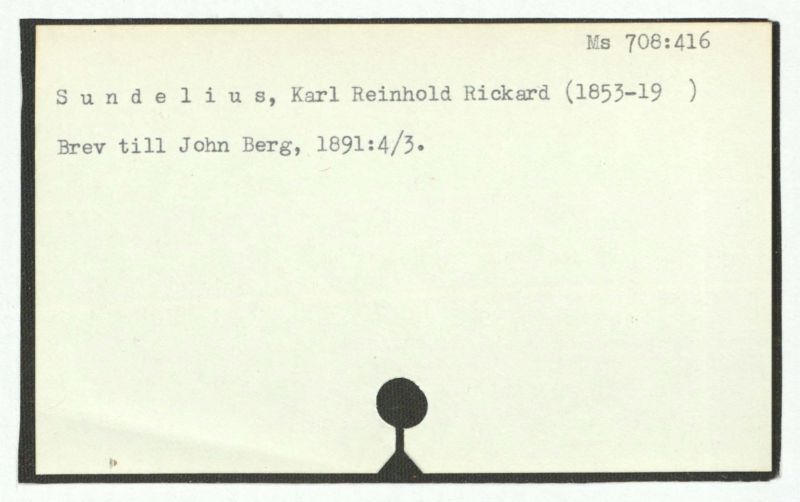 Ms 708:416
S u n d e l i u s, Karl Reinhold Rickard (1853-19  )
Brev till John Berg, 1891:4/3.